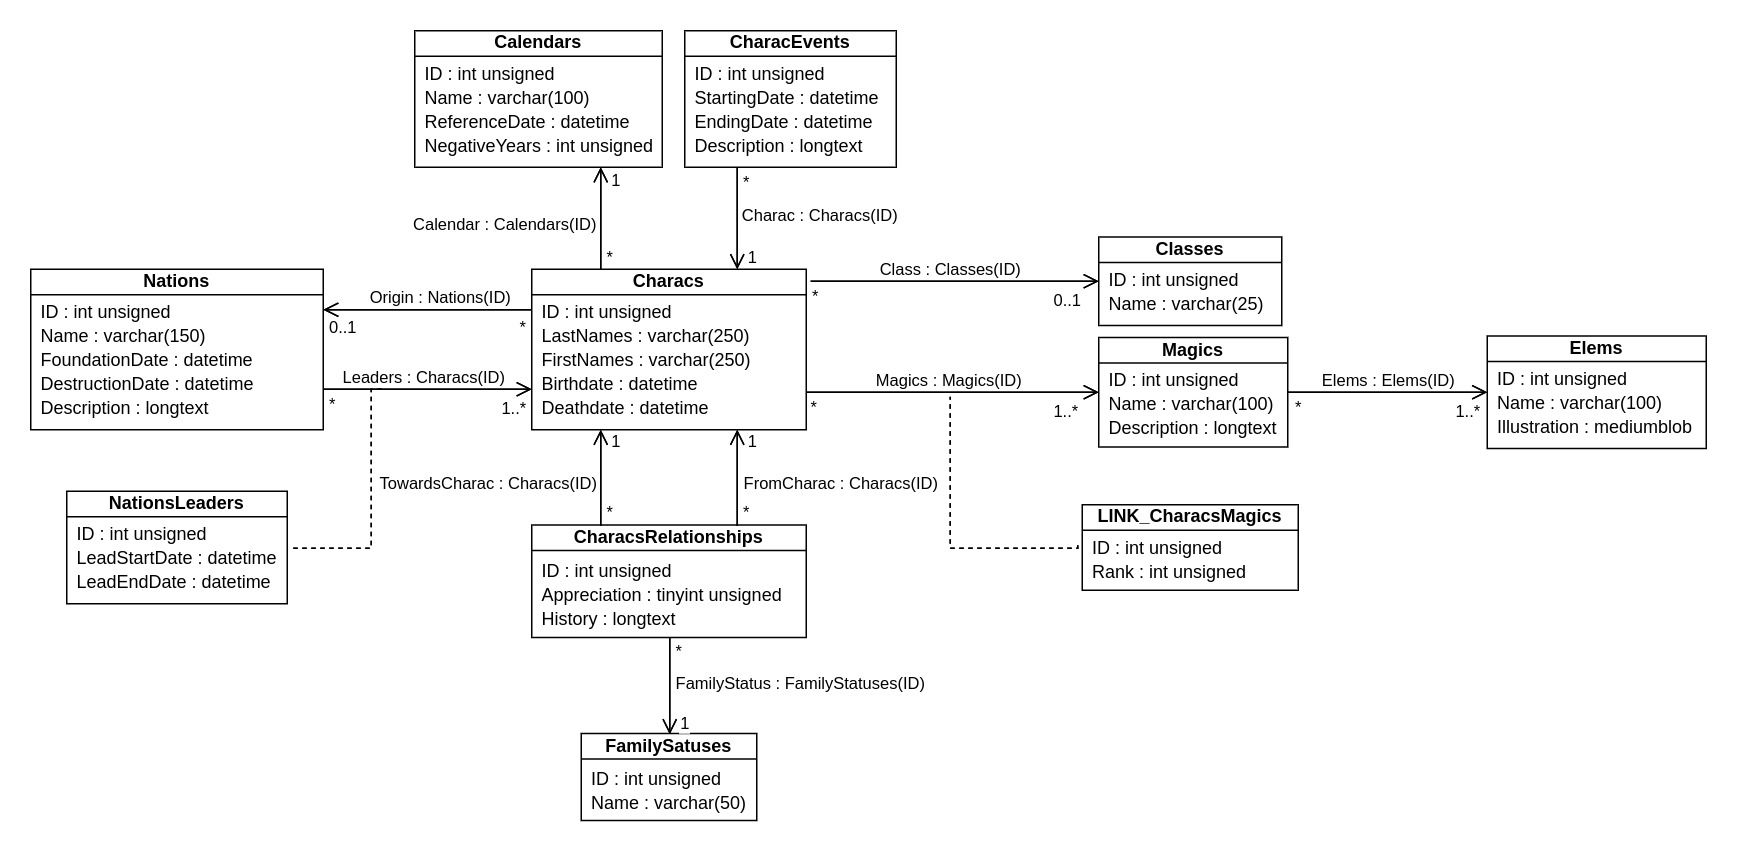 Calendars
ID : int unsigned
Name : varchar(100)
ReferenceDate : datetime
NegativeYears : int unsigned
CharacEvents
ID : int unsigned
StartingDate : datetime
EndingDate : datetime
Description : longtext
1
*
Calendar : Calendars(ID)
Charac : Characs(ID)
*
1
Nations
ID : int unsigned
Name : varchar(150)
FoundationDate : datetime
DestructionDate : datetime
Description : longtext
Origin : Nations(ID)
0..1
*
Leaders : Characs(ID)
*
1..*
Characs
ID : int unsigned
LastNames : varchar(250)
FirstNames : varchar(250)
Birthdate : datetime
Deathdate : datetime
Class : Classes(ID)
*
0..1
Classes
ID : int unsigned
Name : varchar(25)
Magics : Magics(ID)
*
1..*
Magics
ID : int unsigned
Name : varchar(100)
Description : longtext
Elems : Elems(ID)
*
1..*
Elems
ID : int unsigned
Name : varchar(100)
Illustration : mediumblob
1
1
TowardsCharac : Characs(ID)
FromCharac : Characs(ID)
*
*
NationsLeaders
ID : int unsigned
LeadStartDate : datetime
LeadEndDate : datetime
CharacsRelationships
ID : int unsigned
Appreciation : tinyint unsigned
History : longtext
LINK_CharacsMagics
ID : int unsigned
Rank : int unsigned
*
FamilyStatus : FamilyStatuses(ID)
1
FamilySatuses
ID : int unsigned
Name : varchar(50)